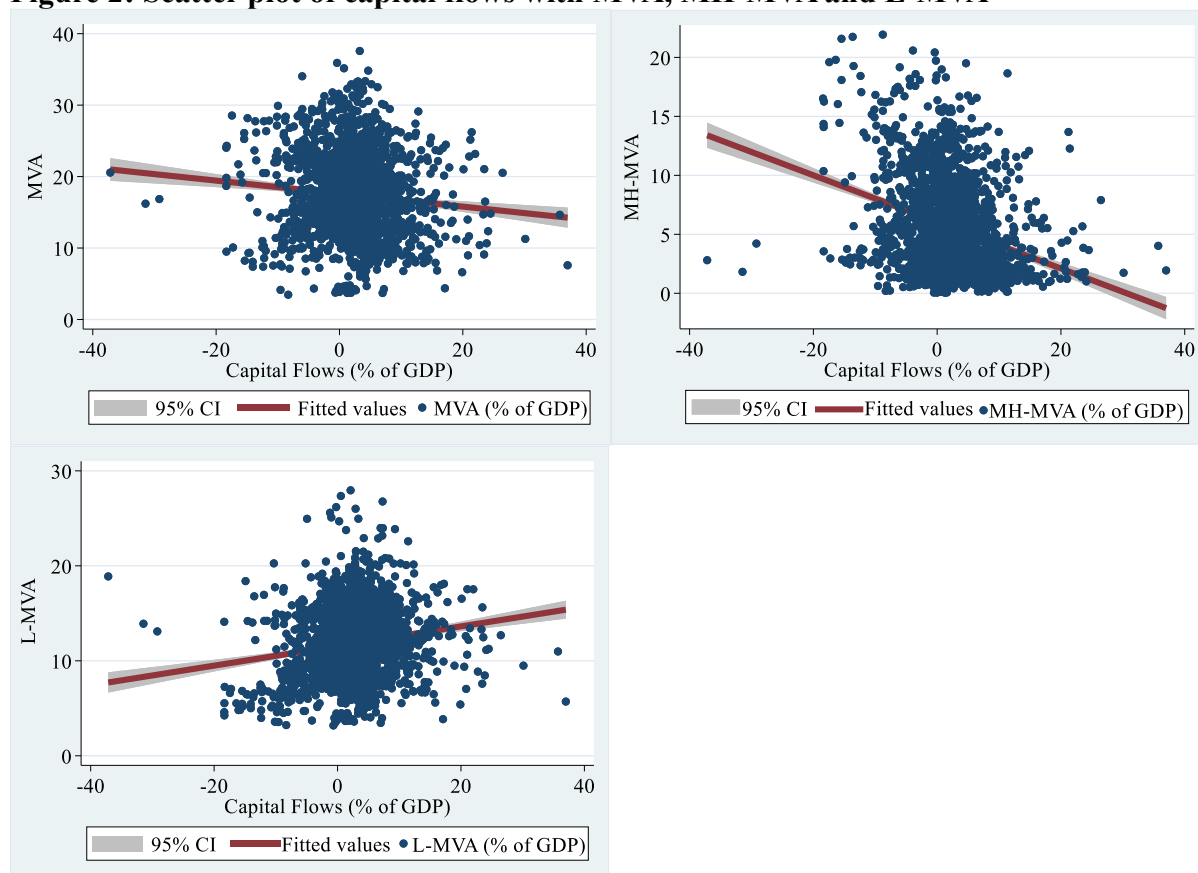 Figure 2: Scatter plot of capital flows with MVA, MH-MVA and L-MVA
40
30
20
10
0
MVA
-40 -20 0 20 40
Capital Flows (% of GDP)
95% CI Fitted values MVA (% of GDP)
20
15
10
5
0
MH-MVA
-40 -20 0 20 40
Capital Flows (% of GDP)
95% CI Fitted values MH-MVA (% of GDP)
30
20
10
0
L-MVA
-40 -20 0 20 40
Capital Flows (% of GDP)
95% CI Fitted values L-MVA (% of GDP)